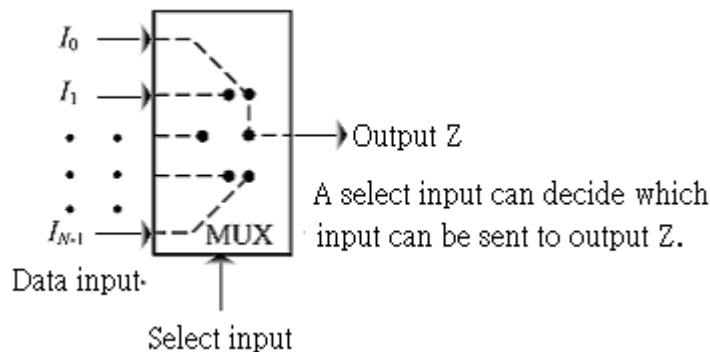 I0
I1
Output Z
A select input can decide which
input can be sent to output Z.
IN-1
MUX
Data input
Select input